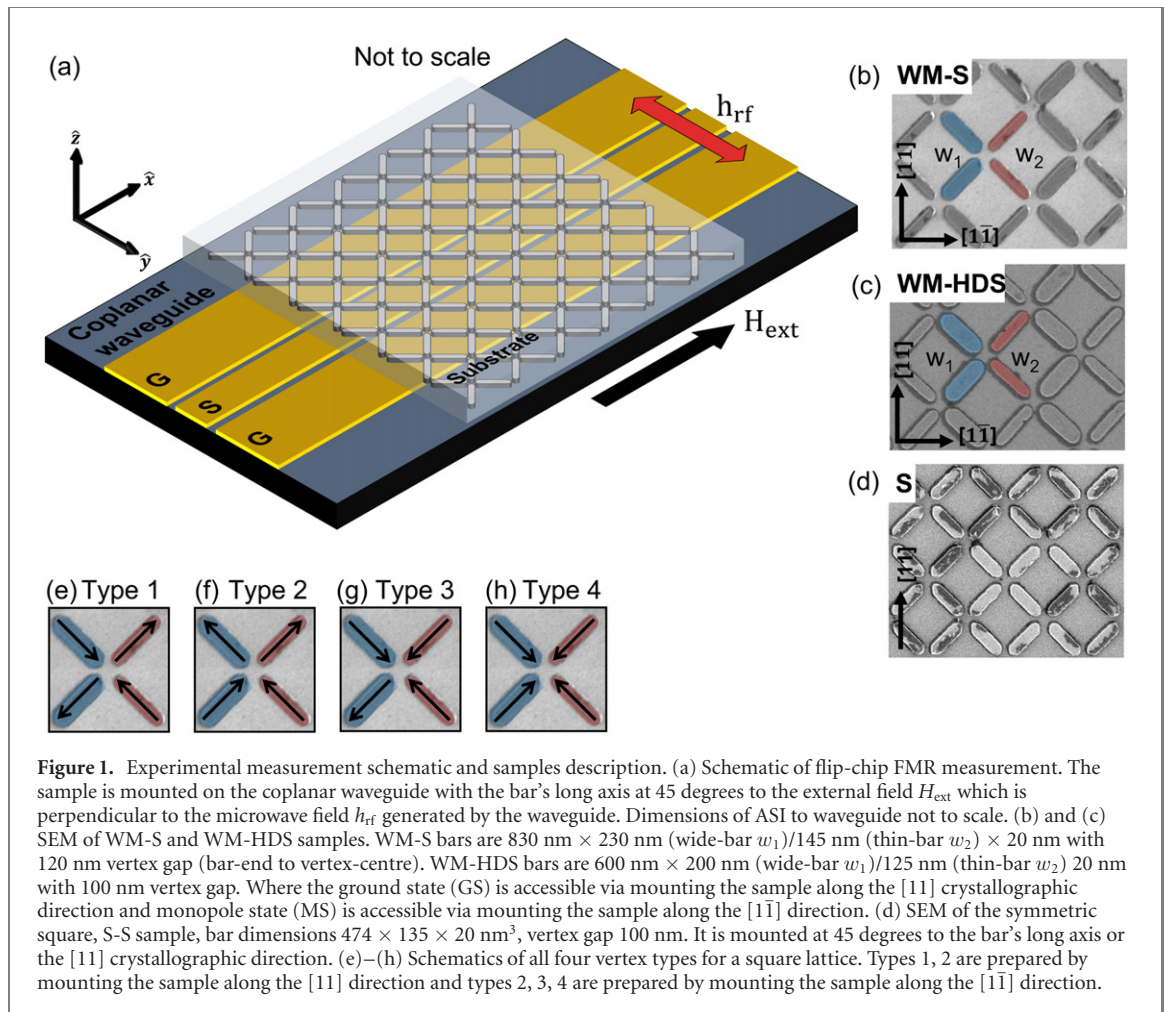 (a)
Not to scale
h_rf
ẑ
x̂
ŷ
Coplanar
waveguide
Substrate
H_ext
G
S
G
(b) WM-S
w₁ w₂
[11]
[11̄]
(c) WM-HDS
w₁ w₂
[11]
[11̄]
(d) S
[11]
(e) Type 1 (f) Type 2 (g) Type 3 (h) Type 4
Figure 1. Experimental measurement schematic and samples description. (a) Schematic of flip-chip FMR measurement. The
sample is mounted on the coplanar waveguide with the bar's long axis at 45 degrees to the external field H_ext which is
perpendicular to the microwave field h_rf generated by the waveguide. Dimensions of ASI to waveguide not to scale. (b) and (c)
SEM of WM-S and WM-HDS samples. WM-S bars are 830 nm × 230 nm (wide-bar w₁)/145 nm (thin-bar w₂) × 20 nm with
120 nm vertex gap (bar-end to vertex-centre). WM-HDS bars are 600 nm × 200 nm (wide-bar w₁)/125 nm (thin-bar w₂) 20 nm
with 100 nm vertex gap. Where the ground state (GS) is accessible via mounting the sample along the [11] crystallographic
direction and monopole state (MS) is accessible via mounting the sample along the [11̄] direction. (d) SEM of the symmetric
square, S-S sample, bar dimensions 474 × 135 × 20 nm³, vertex gap 100 nm. It is mounted at 45 degrees to the bar's long axis or
the [11] crystallographic direction. (e)–(h) Schematics of all four vertex types for a square lattice. Types 1, 2 are prepared by
mounting the sample along the [11] direction and types 2, 3, 4 are prepared by mounting the sample along the [11̄] direction.